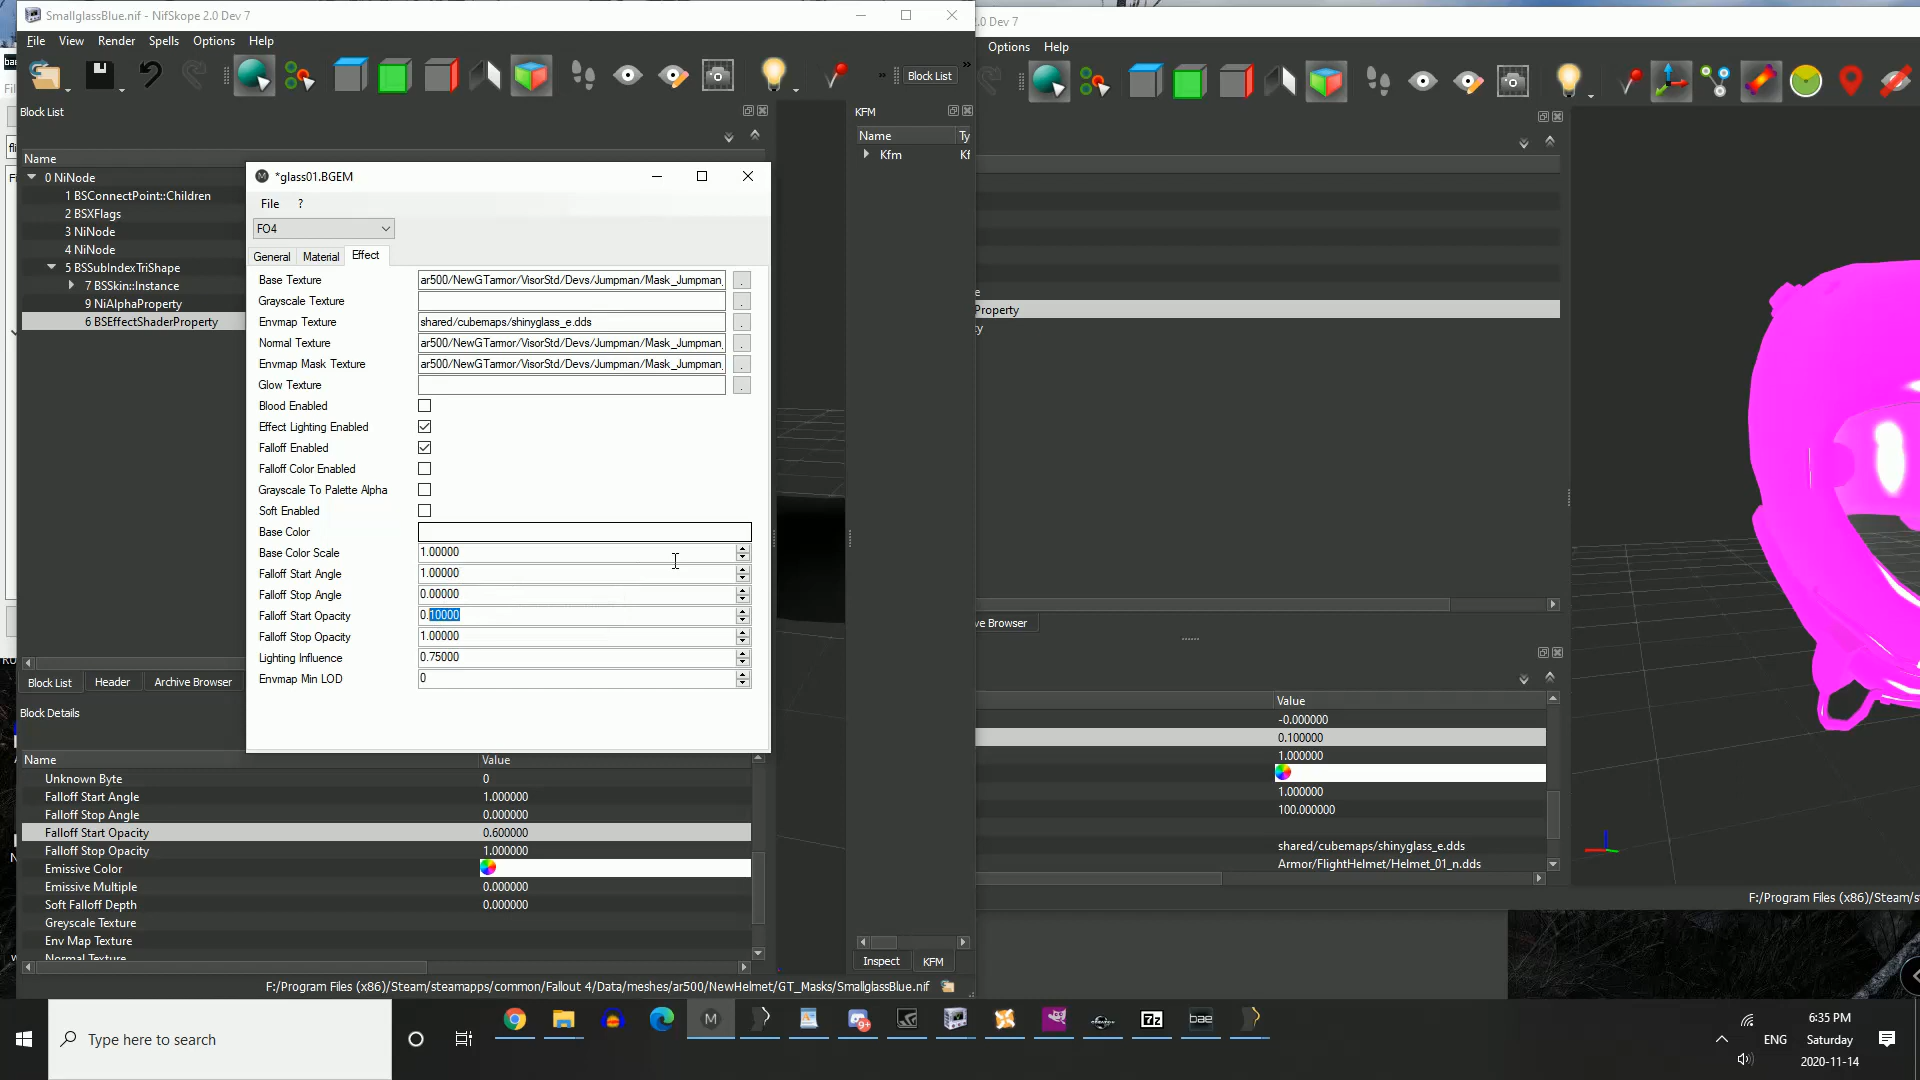 SmallglassBlue.nif - NifSkope 2.0 Dev 7
.0 Dev 7
File View Render Spells Options Help
Options Help
Block List
Block List
KFM
Name
Name Ty
Kfm Kf
0 NiNode
1 BSConnectPoint::Children
2 BSXFlags
3 NiNode
4 NiNode
5 BSSubIndexTriShape
7 BSSkin::Instance
9 NiAlphaProperty
6 BSEffectShaderProperty
Property
*glass01.BGEM
File ?
FO4
General Material Effect
Base Texture ar500/NewGTarmor/VisorStd/Devs/Jumpman/Mask_Jumpman_
Grayscale Texture
Envmap Texture shared/cubemaps/shinyglass_e.dds
Normal Texture ar500/NewGTarmor/VisorStd/Devs/Jumpman/Mask_Jumpman_
Envmap Mask Texture ar500/NewGTarmor/VisorStd/Devs/Jumpman/Mask_Jumpman_
Glow Texture
Blood Enabled
Effect Lighting Enabled
Falloff Enabled
Falloff Color Enabled
Grayscale To Palette Alpha
Soft Enabled
Base Color
Base Color Scale 1.00000
Falloff Start Angle 1.00000
Falloff Stop Angle 0.00000
Falloff Start Opacity 0.10000
Falloff Stop Opacity 1.00000
Lighting Influence 0.75000
Envmap Min LOD 0
Block List Header Archive Browser
ve Browser
Block Details
Name Value
Unknown Byte 0
Falloff Start Angle 1.000000
Falloff Stop Angle 0.000000
Falloff Start Opacity 0.600000
Falloff Stop Opacity 1.000000
Emissive Color
Emissive Multiple 0.000000
Soft Falloff Depth 0.000000
Greyscale Texture
Env Map Texture
Normal Texture
Value
-0.000000
0.100000
1.000000
1.000000
100.000000
shared/cubemaps/shinyglass_e.dds
Armor/FlightHelmet/Helmet_01_n.dds
Inspect KFM
F:/Program Files (x86)/Steam/steamapps/common/Fallout 4/Data/meshes/ar500/NewHelmet/GT_Masks/SmallglassBlue.nif
F:/Program Files (x86)/Steam/s
Type here to search
M
9+
7z
bae
ENG
6:35 PM
Saturday
2020-11-14